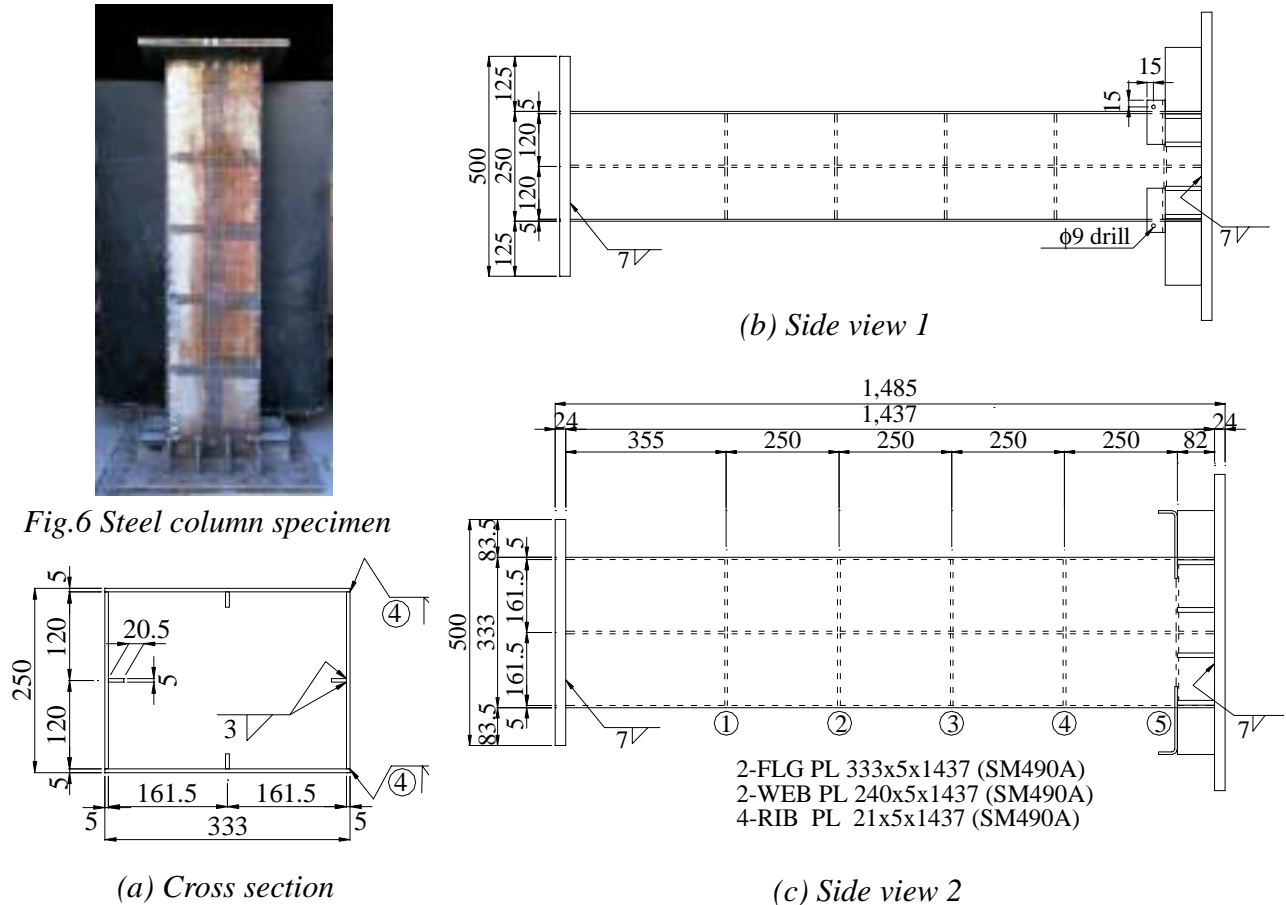 Fig.6 Steel column specimen
5
120
250
120
5
20.5
5
3
4
4
161.5 161.5
5 333 5
(a) Cross section
125
5
120
500 250
120
5
125
15
15
7
φ9 drill
7
(b) Side view 1
1,485
24 1,437 24
355 250 250 250 250 82
83.5
5
161.5
500 333
161.5
5
83.5
7
1 2 3 4 5
7
2-FLG PL 333x5x1437 (SM490A)
2-WEB PL 240x5x1437 (SM490A)
4-RIB PL 21x5x1437 (SM490A)
(c) Side view 2